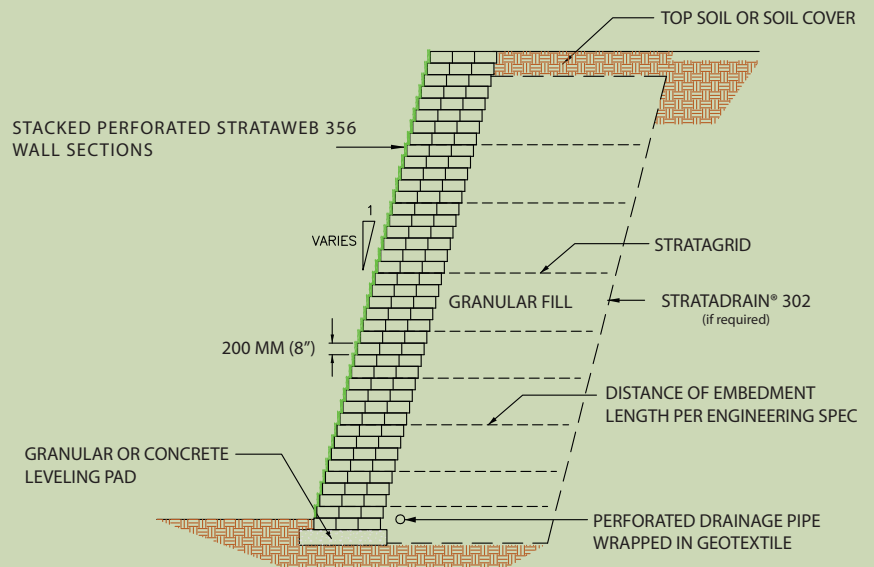 TOP SOIL OR SOIL COVER
STACKED PERFORATED STRATAWEB 356
WALL SECTIONS
1
VARIES
STRATAGRID
GRANULAR FILL
STRATADRAIN® 302
(if required)
200 MM (8")
DISTANCE OF EMBEDMENT
LENGTH PER ENGINEERING SPEC
GRANULAR OR CONCRETE
LEVELING PAD
PERFORATED DRAINAGE PIPE
WRAPPED IN GEOTEXTILE